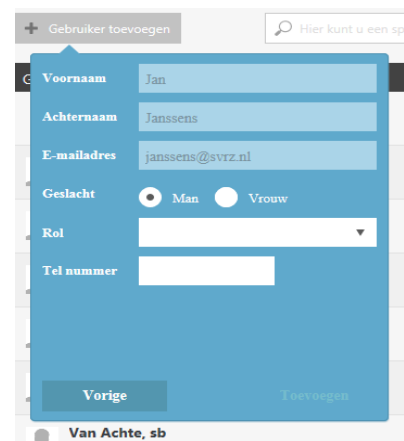 + Gebruiker toevoegen
Hier kunt u een sp
G
Voornaam Jan
Achternaam Janssens
E-mailadres janssens@svrz.nl
Geslacht Man Vrouw
Rol
Tel nummer
Vorige Toevoegen
Van Achte, sb